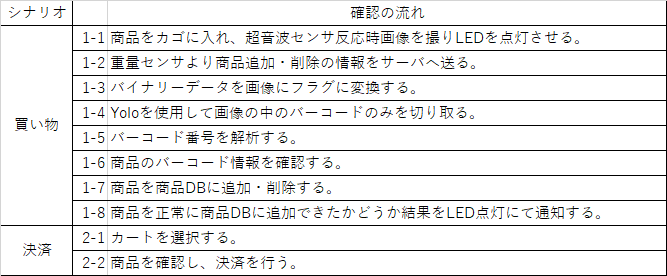 シナリオ 確認の流れ
買い物
1-1 商品をカゴに入れ、超音波センサ反応時画像を撮りLEDを点灯させる。
1-2 重量センサより商品追加・削除の情報をサーバへ送る。
1-3 バイナリーデータを画像にフラグに変換する。
1-4 Yoloを使用して画像の中のバーコードのみを切り取る。
1-5 バーコード番号を解析する。
1-6 商品のバーコード情報を確認する。
1-7 商品を商品DBに追加・削除する。
1-8 商品を正常に商品DBに追加できたかどうか結果をLED点灯にて通知する。
決済
2-1 カートを選択する。
2-2 商品を確認し、決済を行う。